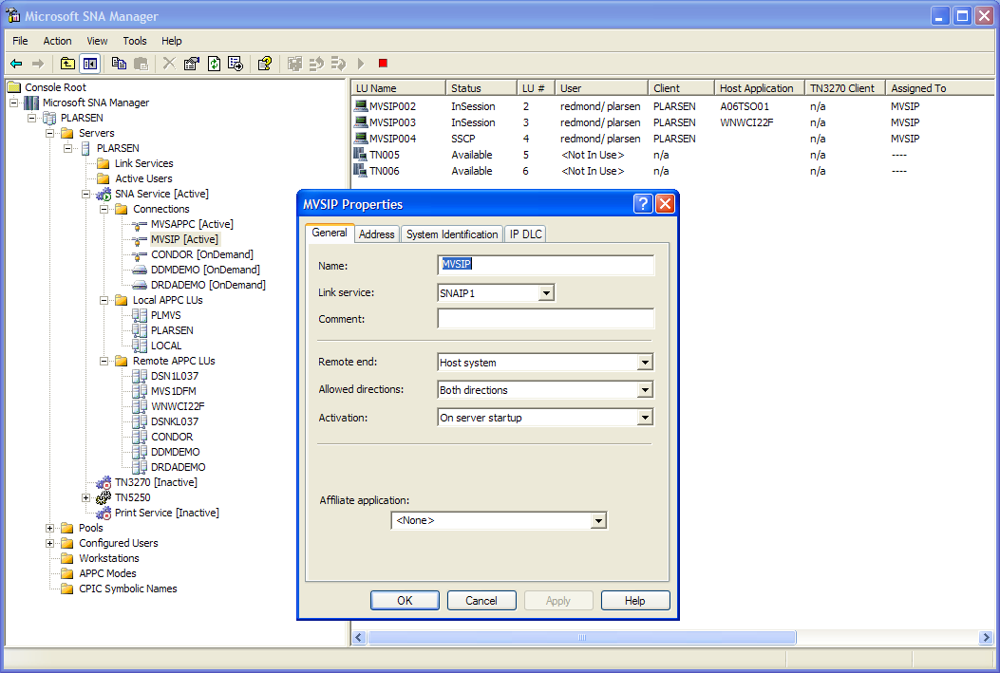 Microsoft SNA Manager
File Action View Tools Help
Console Root
Microsoft SNA Manager
PLARSEN
Servers
PLARSEN
Link Services
Active Users
SNA Service [Active]
Connections
MVSAPPC [Active]
MVSIP [Active]
CONDOR [OnDemand]
DDMDEMO [OnDemand]
DRDADEMO [OnDemand]
Local APPC LUs
PLMVS
PLARSEN
LOCAL
Remote APPC LUs
DSN1L037
MVS1DFM
WNWCI22F
DSNKL037
CONDOR
DDMDEMO
DRDADEMO
TN3270 [Inactive]
TN5250
Print Service [Inactive]
Pools
Configured Users
Workstations
APPC Modes
CPIC Symbolic Names
LU Name Status LU # User Client Host Application TN3270 Client Assigned To
MVSIP002 InSession 2 redmond/ plarsen PLARSEN A06TSO01 n/a MVSIP
MVSIP003 InSession 3 redmond/ plarsen PLARSEN WNWCI22F n/a MVSIP
MVSIP004 SSCP 4 redmond/ plarsen PLARSEN n/a MVSIP
TN005 Available 5 <Not In Use> n/a n/a ----
TN006 Available 6 <Not In Use> n/a n/a ----
MVSIP Properties
General Address System Identification IP DLC
Name: MVSIP
Link service: SNAIP1
Comment:
Remote end: Host system
Allowed directions: Both directions
Activation: On server startup
Affiliate application:
<None>
OK Cancel Apply Help